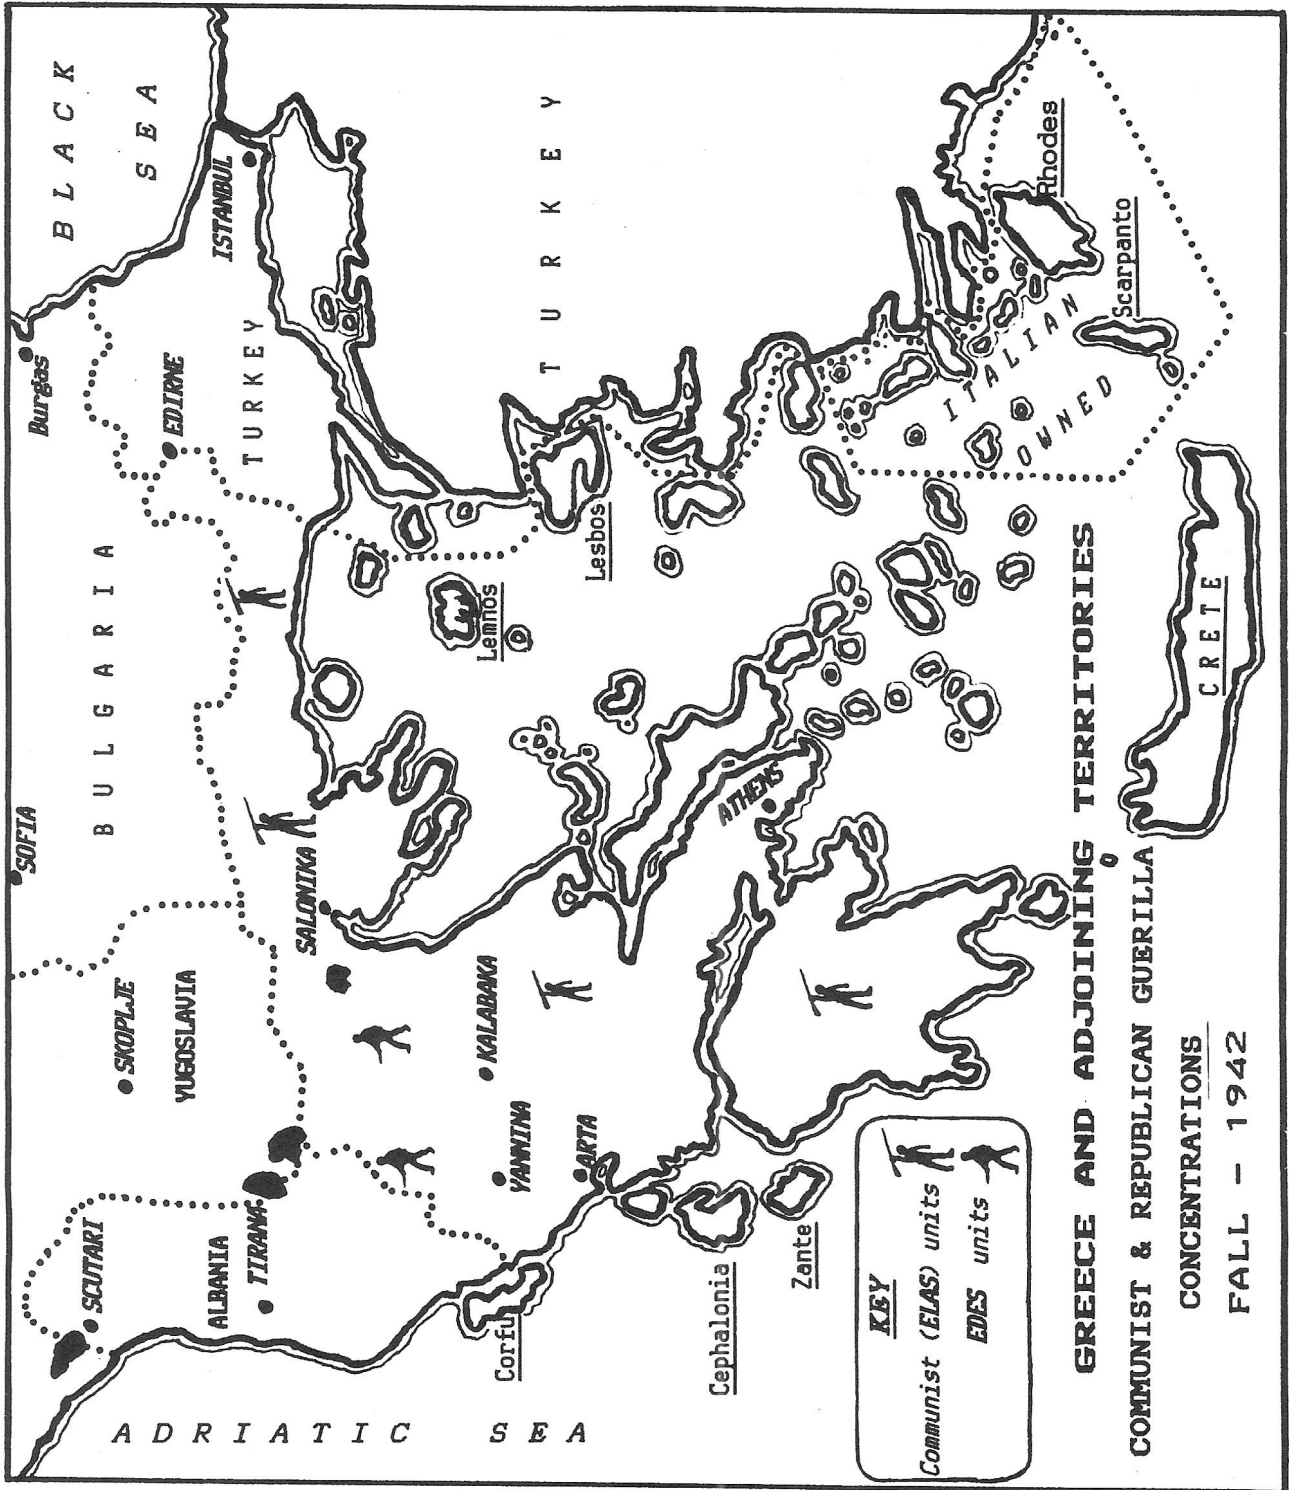 BLACK
SEA
Burgas
SOFIA
BULGARIA
EDIRNE
ISTANBUL
TURKEY
TURKEY
SKOPLJE
YUGOSLAVIA
SCUTARI
ALBANIA
TIRANA
SALONIKA
KALABAKA
YANNINA
ARTA
ADRIATIC SEA
Corfu
Cephalonia
Zante
Lemnos
Lesbos
ATHENS
ITALIAN
OWNED
Rhodes
Scarpanto
CRETE
KEY
Communist (ELAS) units
EDES units
GREECE AND ADJOINING TERRITORIES
COMMUNIST & REPUBLICAN GUERILLA
CONCENTRATIONS
FALL - 1942